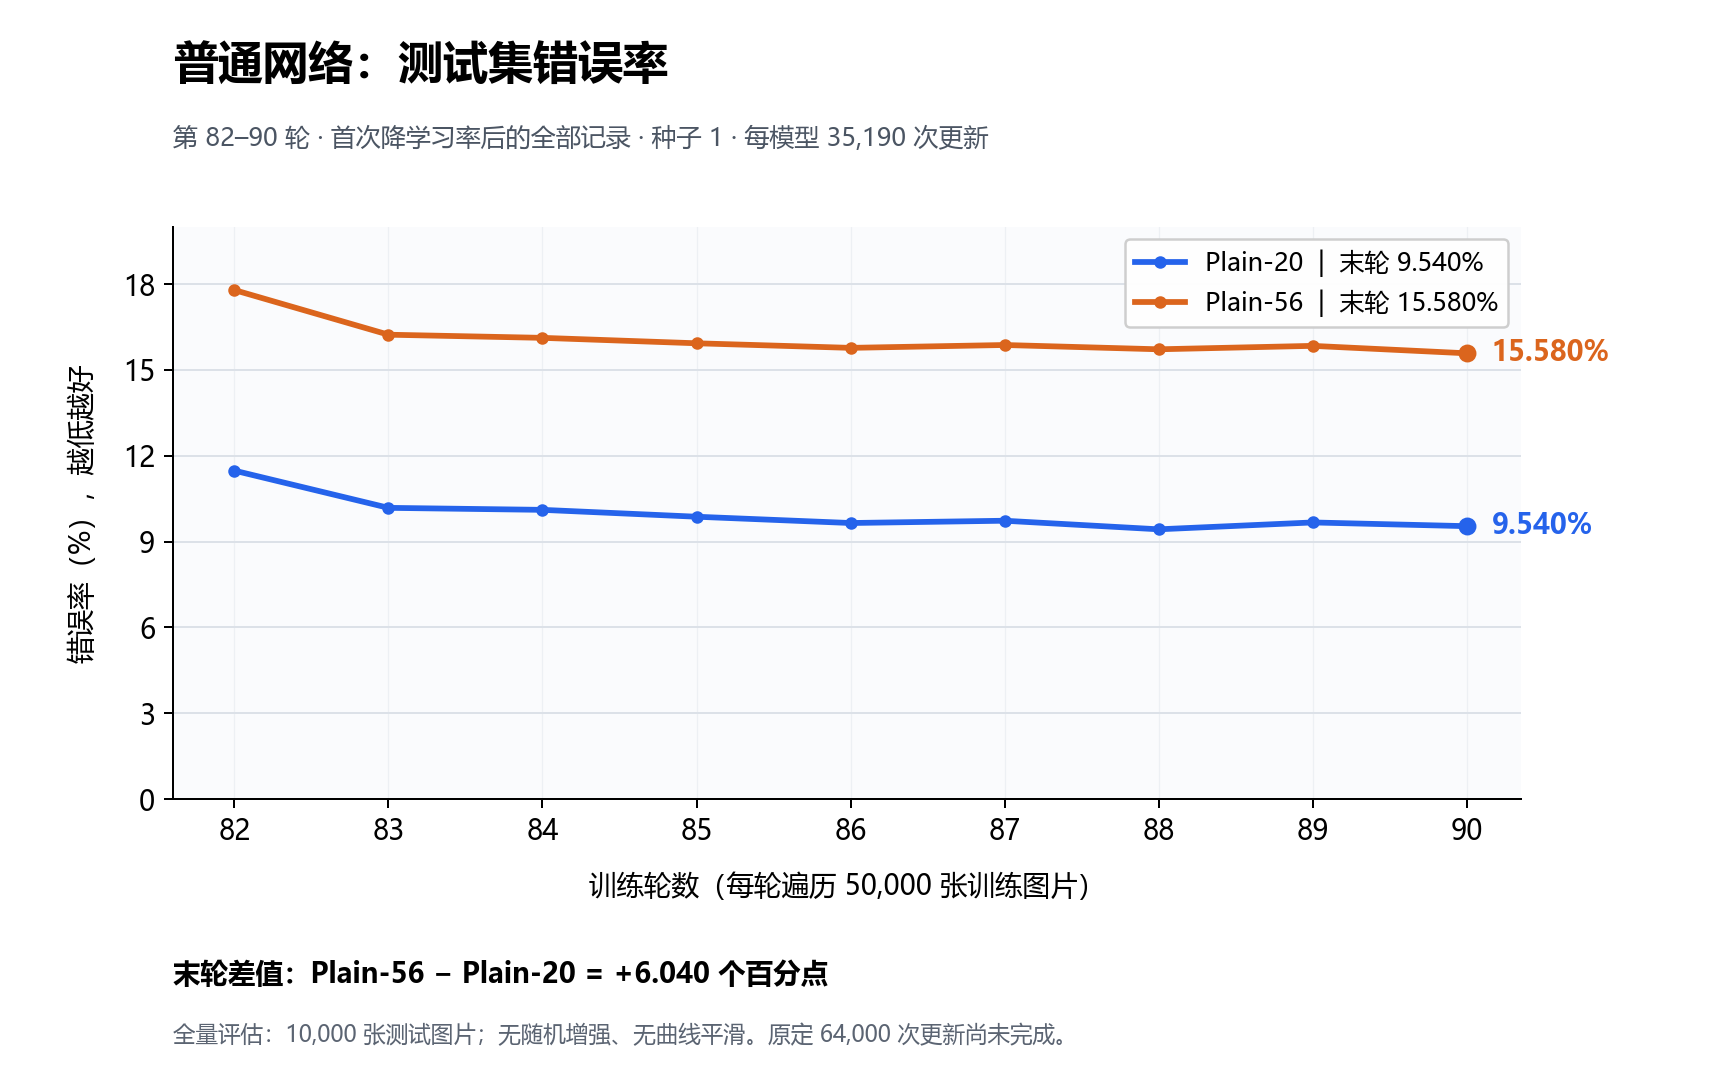 普通网络：测试集错误率
第 82–90 轮 · 首次降学习率后的全部记录 · 种子 1 · 每模型 35,190 次更新
Plain-20 | 末轮 9.540%
Plain-56 | 末轮 15.580%
15.580%
9.540%
错误率（%），越低越好
18
15
12
9
6
3
0
82 83 84 85 86 87 88 89 90
训练轮数（每轮遍历 50,000 张训练图片）
末轮差值：Plain-56 − Plain-20 = +6.040 个百分点
全量评估：10,000 张测试图片；无随机增强、无曲线平滑。原定 64,000 次更新尚未完成。